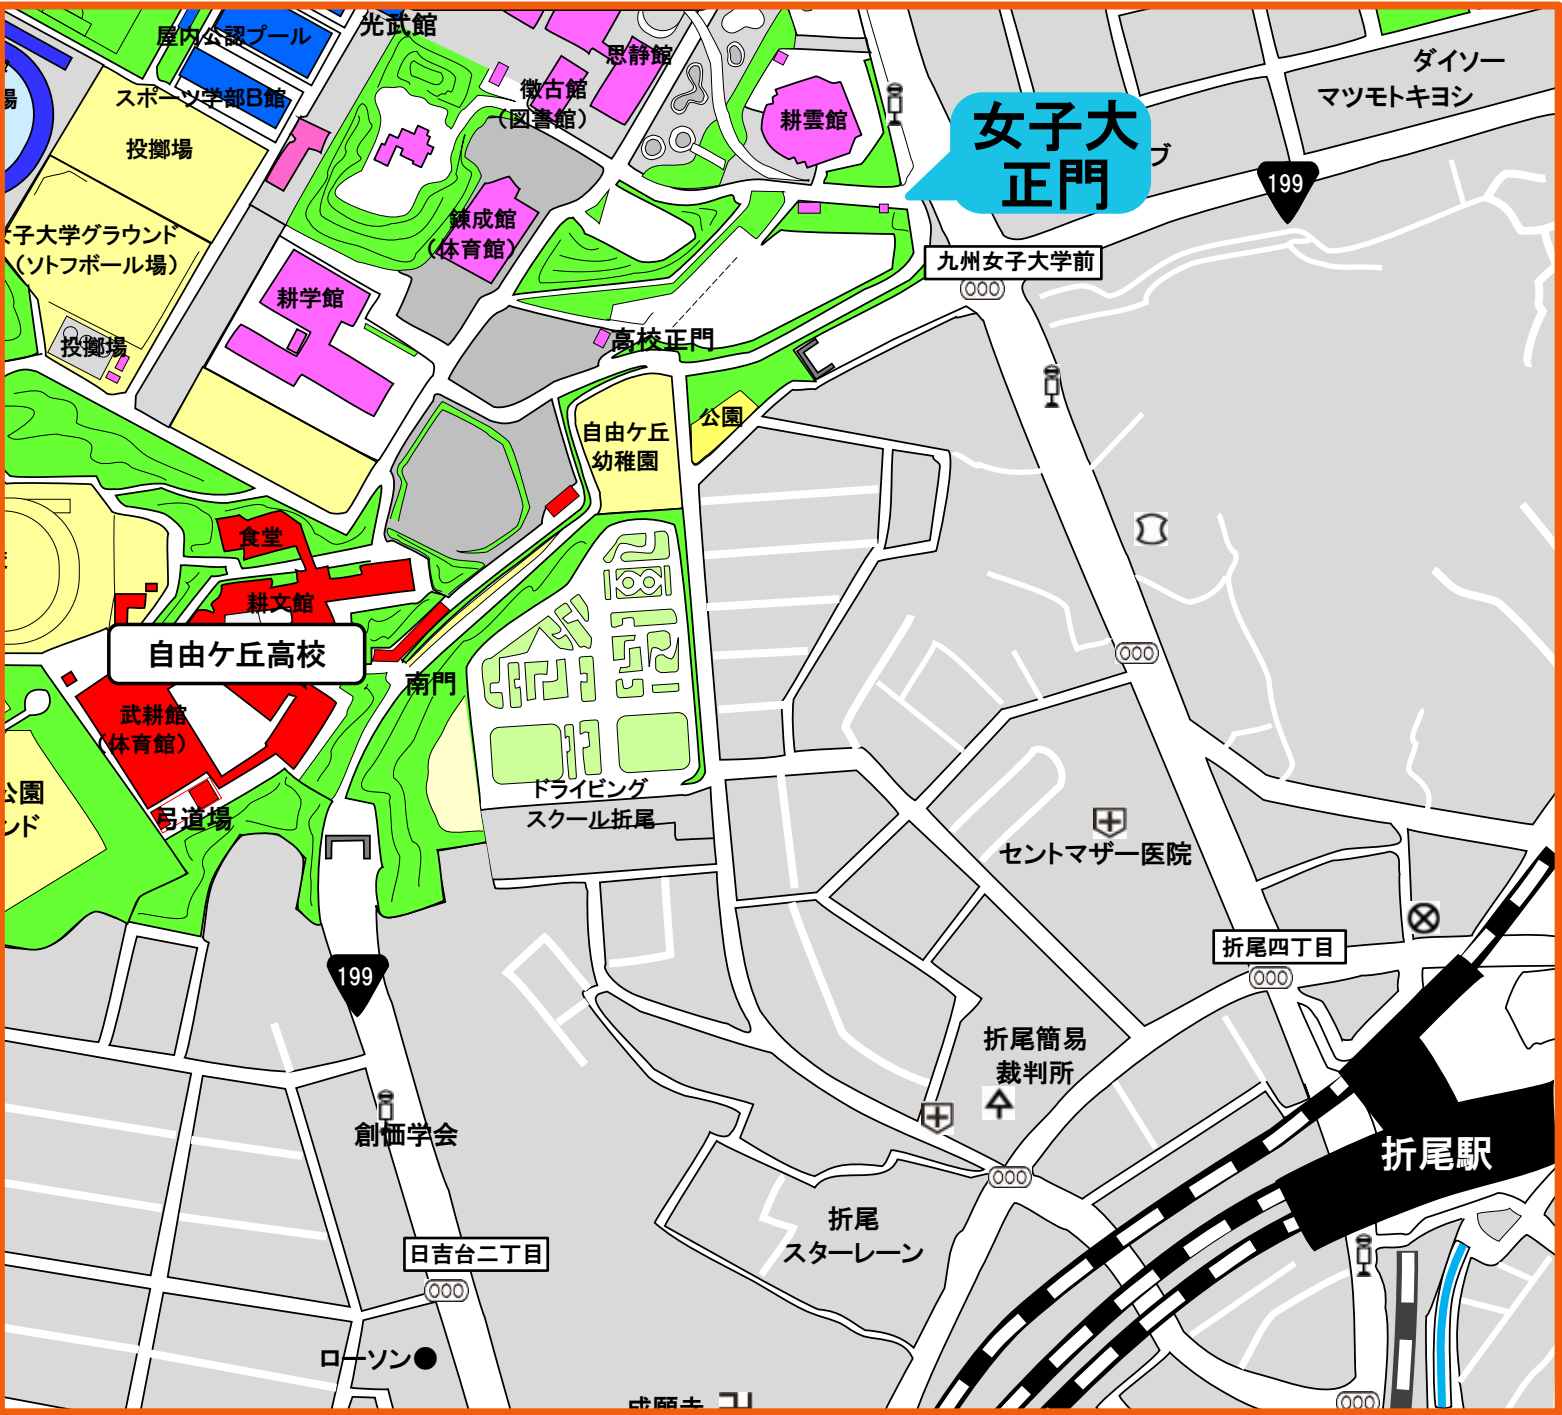 光武館
屋内公認プール
思静館
ダイソー
徴古館
(図書館)
スポーツ学部B館
マツモトキヨシ
場
耕雲館
女子大
正門
投擲場
ブ
199
錬成館
(体育館)
子大学グラウンド
(ソトフボール場)
九州女子大学前
耕学館
高校正門
投擲場
公園
自由ケ丘
幼稚園
食堂
耕文館
自由ケ丘高校
南門
武耕館
(体育館)
公園
ンド
弓道場
ドライビング
スクール折尾
セントマザー医院
折尾四丁目
199
折尾簡易
裁判所
創価学会
折尾駅
折尾
スターレーン
日吉台二丁目
ローソン
成願寺